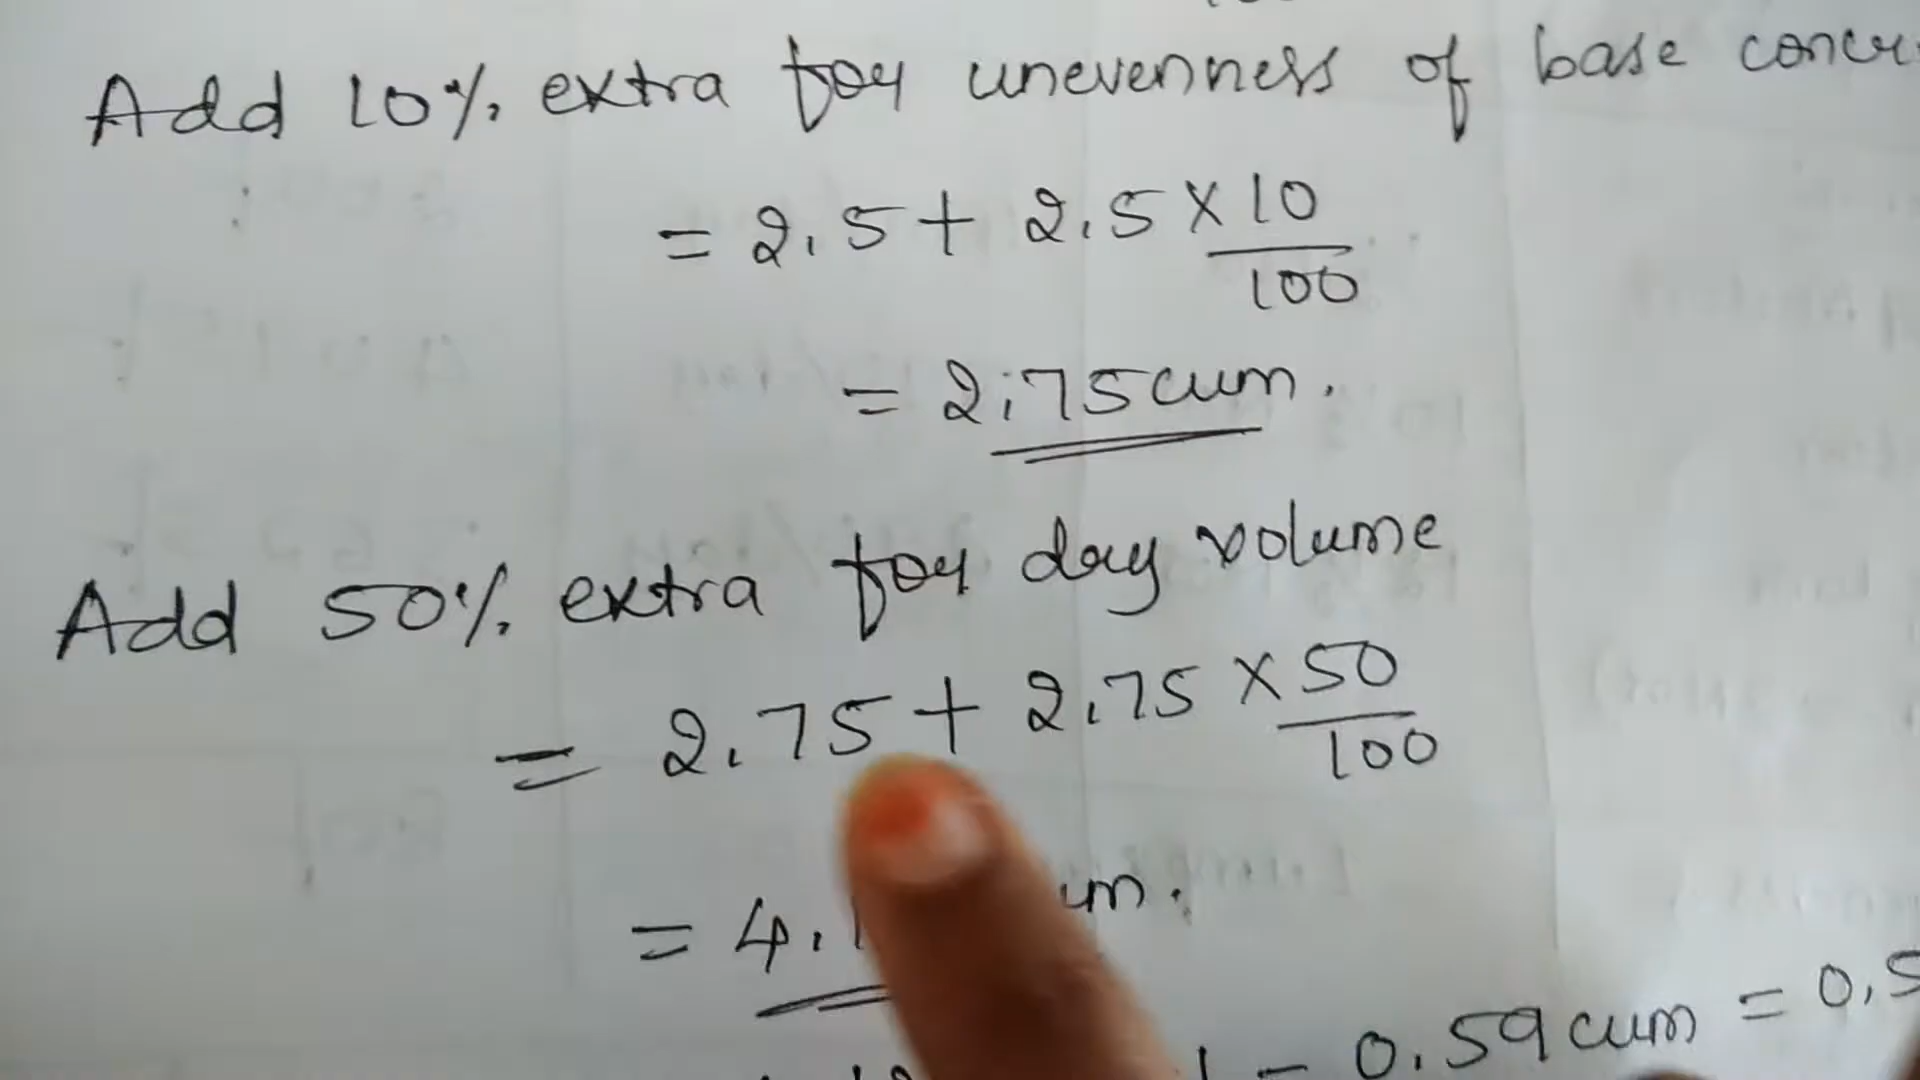 Add 10% extra for unevenness of base
= 2.5 + 2.5 × 10/100
= 2.75 cum.
Add 50% extra for dry volume
= 2.75 + 2.75 × 50/100
= 4.1
0.59 cum = 0.5